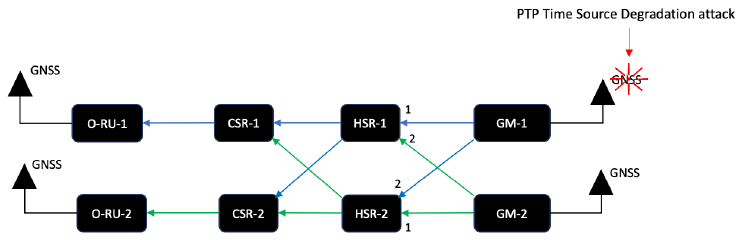 PTP Time Source Degradation attack
GNSS
GNSS
O-RU-1
CSR-1
HSR-1
1
GM-1
2
GNSS
2
GNSS
O-RU-2
CSR-2
HSR-2
1
GM-2